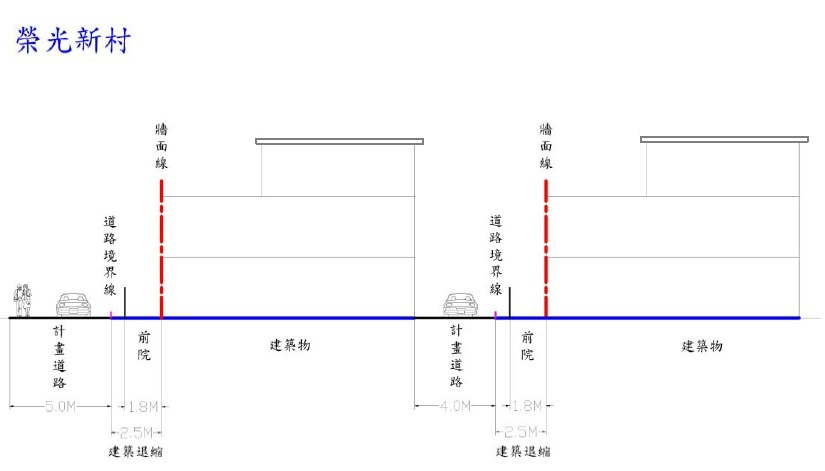 榮光新村
牆面線
牆面線
道路境界線
道路境界線
計畫道路
前院
建築物
計畫道路
前院
建築物
5.0M
1.8M
4.0M
1.8M
2.5M
2.5M
建築退縮
建築退縮